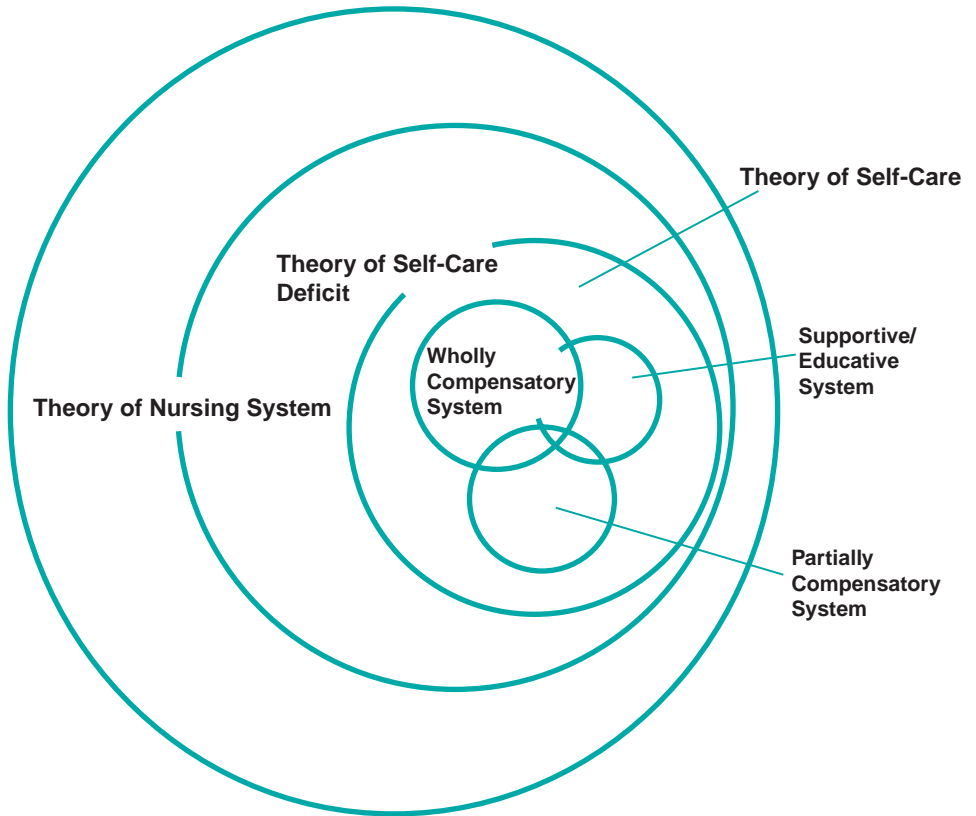 Theory of Self-Care
Theory of Self-Care
Deficit
Supportive/
Educative
System
Wholly
Compensatory
System
Theory of Nursing System
Partially
Compensatory
System